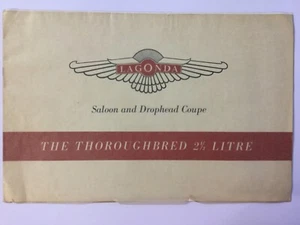 LAGONDA
Saloon and Drophead Coupe
THE THOROUGHBRED 2½ LITRE